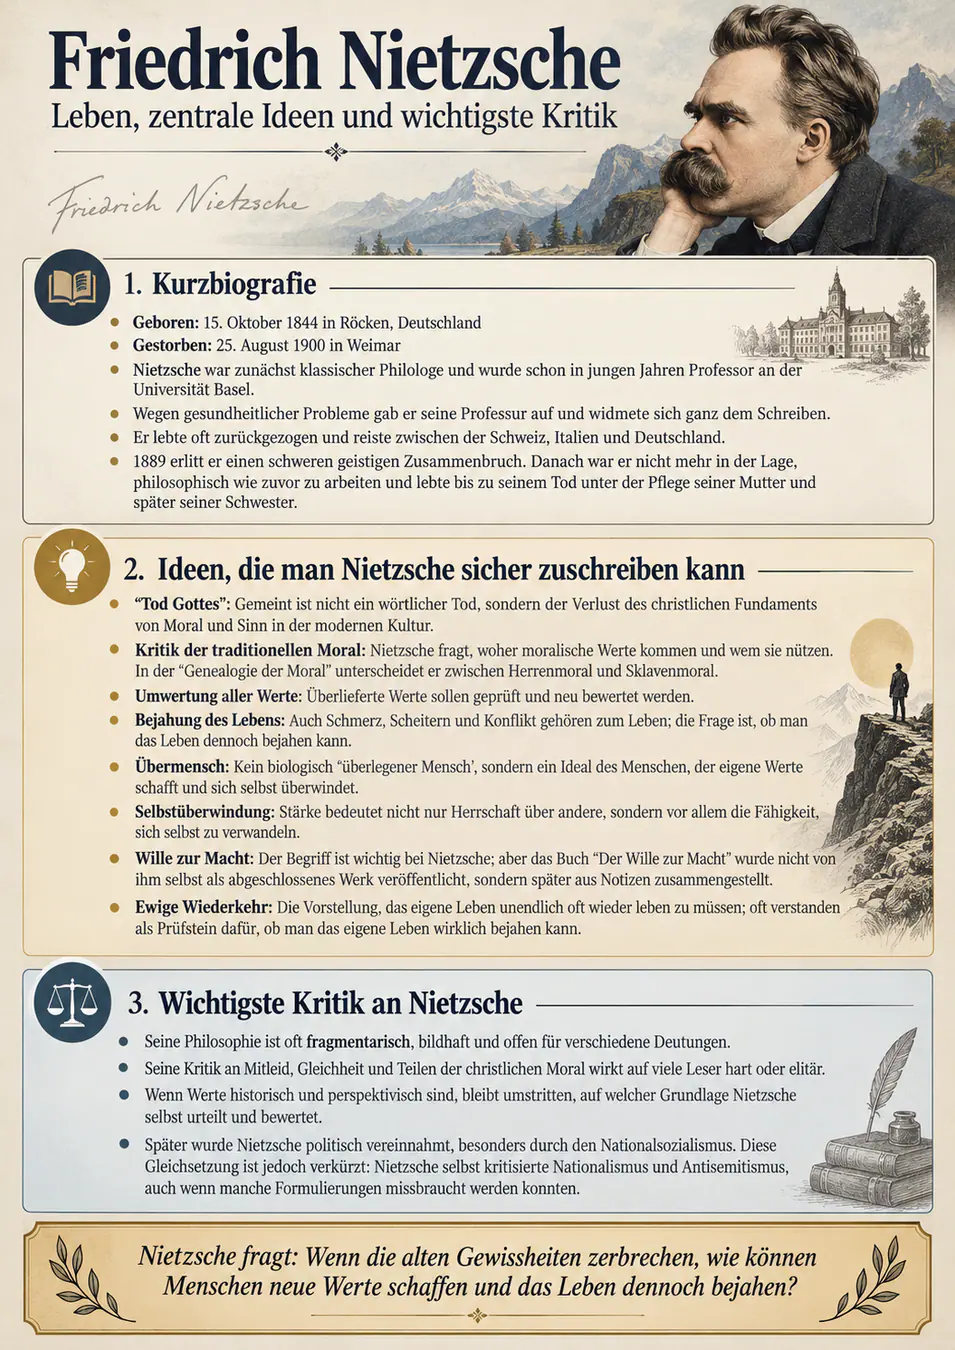 Friedrich Nietzsche
Leben, zentrale Ideen und wichtigste Kritik
Friedrich Nietzsche
1. Kurzbiografie
Geboren: 15. Oktober 1844 in Röcken, Deutschland
Gestorben: 25. August 1900 in Weimar
Nietzsche war zunächst klassischer Philologe und wurde schon in jungen Jahren Professor an der
Universität Basel.
Wegen gesundheitlicher Probleme gab er seine Professur auf und widmete sich ganz dem Schreiben.
Er lebte oft zurückgezogen und reiste zwischen der Schweiz, Italien und Deutschland.
1889 erlitt er einen schweren geistigen Zusammenbruch. Danach war er nicht mehr in der Lage,
philosophisch wie zuvor zu arbeiten und lebte bis zu seinem Tod unter der Pflege seiner Mutter und
später seiner Schwester.
2. Ideen, die man Nietzsche sicher zuschreiben kann
“Tod Gottes”: Gemeint ist nicht ein wörtlicher Tod, sondern der Verlust des christlichen Fundaments
von Moral und Sinn in der modernen Kultur.
Kritik der traditionellen Moral: Nietzsche fragt, woher moralische Werte kommen und wem sie nützen.
In der “Genealogie der Moral” unterscheidet er zwischen Herrenmoral und Sklavenmoral.
Umwertung aller Werte: Überlieferte Werte sollen geprüft und neu bewertet werden.
Bejahung des Lebens: Auch Schmerz, Scheitern und Konflikt gehören zum Leben; die Frage ist, ob man
das Leben dennoch bejahen kann.
Übermensch: Kein biologisch “überlegener Mensch’, sondern ein Ideal des Menschen, der eigene Werte
schafft und sich selbst überwindet.
Selbstüberwindung: Stärke bedeutet nicht nur Herrschaft über andere, sondern vor allem die Fähigkeit,
sich selbst zu verwandeln.
Wille zur Macht: Der Begriff ist wichtig bei Nietzsche; aber das Buch “Der Wille zur Macht” wurde nicht von
ihm selbst als abgeschlossenes Werk veröffentlicht, sondern später aus Notizen zusammengestellt.
Ewige Wiederkehr: Die Vorstellung, das eigene Leben unendlich oft wieder leben zu müssen; oft verstanden
als Prüfstein dafür, ob man das eigene Leben wirklich bejahen kann.
3. Wichtigste Kritik an Nietzsche
Seine Philosophie ist oft fragmentarisch, bildhaft und offen für verschiedene Deutungen.
Seine Kritik an Mitleid, Gleichheit und Teilen der christlichen Moral wirkt auf viele Leser hart oder elitär.
Wenn Werte historisch und perspektivisch sind, bleibt umstritten, auf welcher Grundlage Nietzsche
selbst urteilt und bewertet.
Später wurde Nietzsche politisch vereinnahmt, besonders durch den Nationalsozialismus. Diese
Gleichsetzung ist jedoch verkürzt: Nietzsche selbst kritisierte Nationalismus und Antisemitismus,
auch wenn manche Formulierungen missbraucht werden konnten.
Nietzsche fragt: Wenn die alten Gewissheiten zerbrechen, wie können
Menschen neue Werte schaffen und das Leben dennoch bejahen?